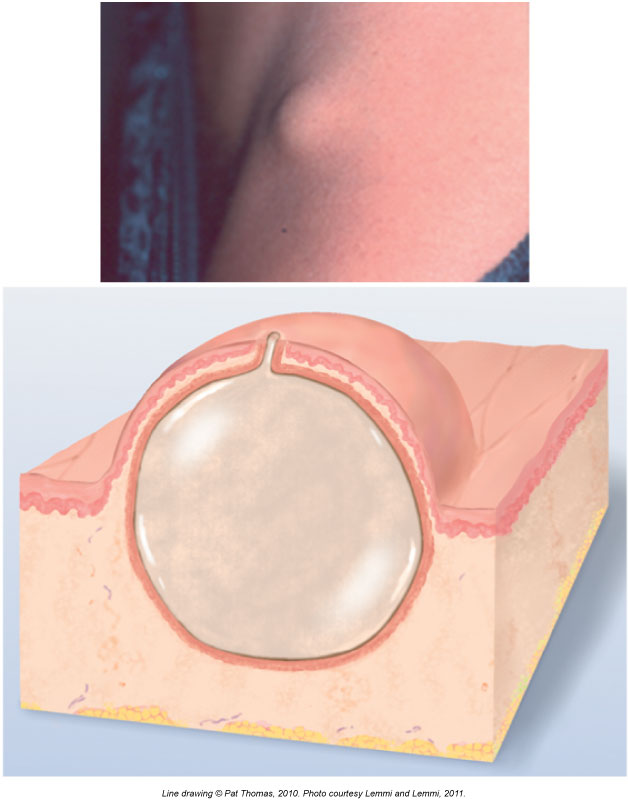 Line drawing © Pat Thomas, 2010. Photo courtesy Lemmi and Lemmi, 2011.